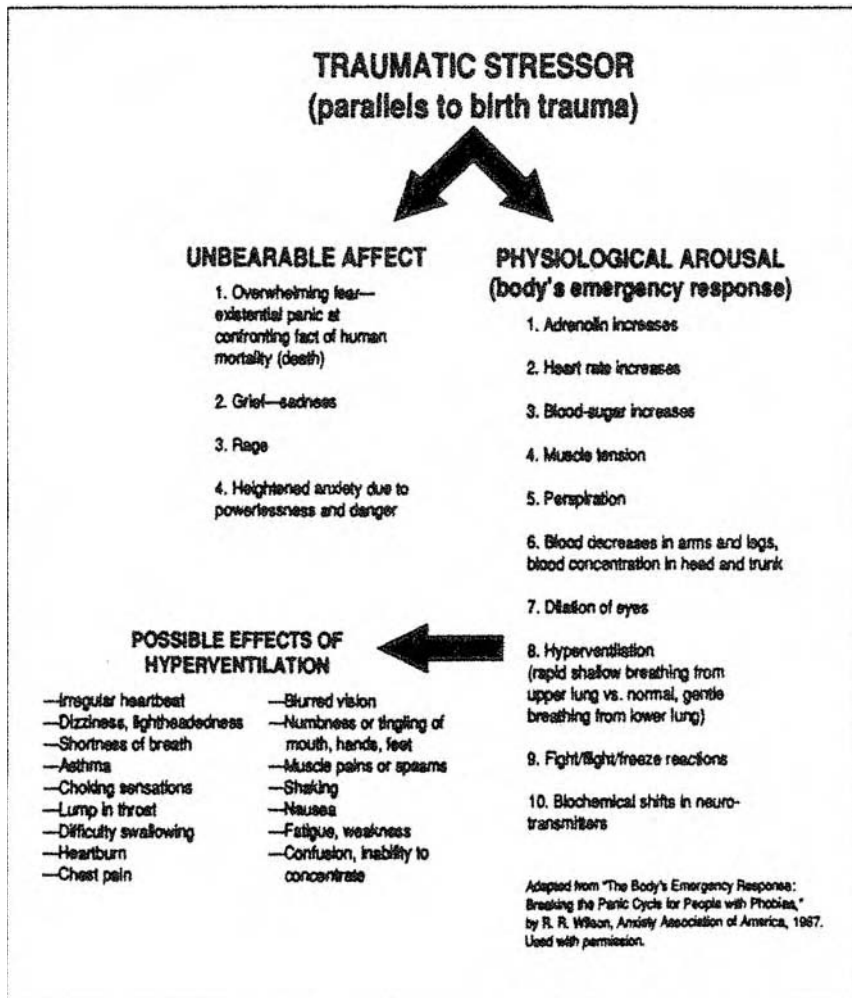 TRAUMATIC STRESSOR
(parallels to birth trauma)
UNBEARABLE AFFECT
1. Overwhelming fear—
existential panic at
confronting fact of human
mortality (death)
2. Grief—sadness
3. Rage
4. Heightened anxiety due to
powerlessness and danger
PHYSIOLOGICAL AROUSAL
(body's emergency response)
1. Adrenolin increases
2. Heart rate increases
3. Blood-sugar increases
4. Muscle tension
5. Perspiration
6. Blood decreases in arms and legs,
blood concentration in head and trunk
7. Dilation of eyes
8. Hyperventilation
(rapid shallow breathing from
upper lung vs. normal, gentle
breathing from lower lung)
9. Fight/flight/freeze reactions
10. Biochemical shifts in neuro-
transmitters
POSSIBLE EFFECTS OF
HYPERVENTILATION
—Irregular heartbeat
—Dizziness, lightheadedness
—Shortness of breath
—Asthma
—Choking sensations
—Lump in throat
—Difficulty swallowing
—Heartburn
—Chest pain
—Blurred vision
—Numbness or tingling of
mouth, hands, feet
—Muscle pains or spasms
—Shaking
—Nausea
—Fatigue, weakness
—Confusion, inability to
concentrate
Adapted from "The Body's Emergency Response:
Breaking the Panic Cycle for People with Phobias,"
by R. R. Wilson, Anxiety Association of America, 1987.
Used with permission.